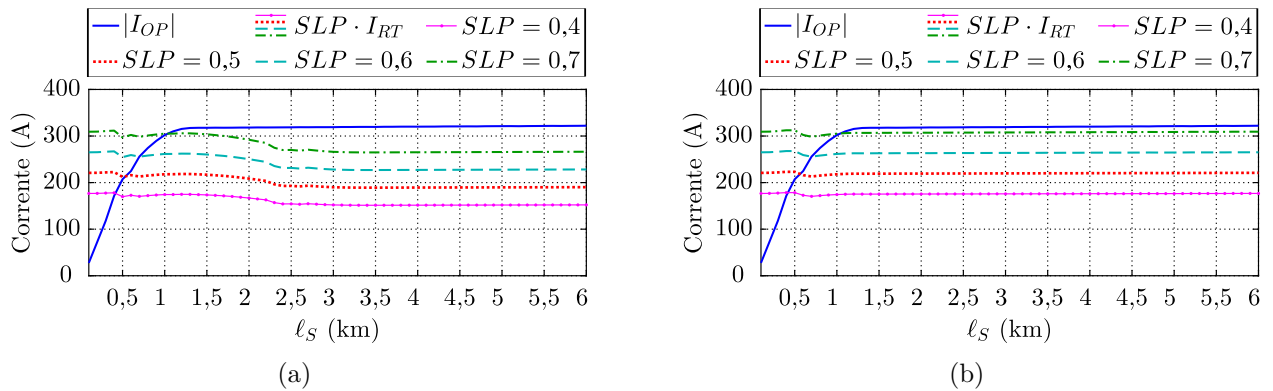 |I_OP| SLP · I_RT SLP = 0,4
SLP = 0,5 SLP = 0,6 SLP = 0,7
400
300
200
100
0
Corrente (A)
0,5 1 1,5 2 2,5 3 3,5 4 4,5 5 5,5 6
ℓ_S (km)
(a)
|I_OP| SLP · I_RT SLP = 0,4
SLP = 0,5 SLP = 0,6 SLP = 0,7
400
300
200
100
0
Corrente (A)
0,5 1 1,5 2 2,5 3 3,5 4 4,5 5 5,5 6
ℓ_S (km)
(b)